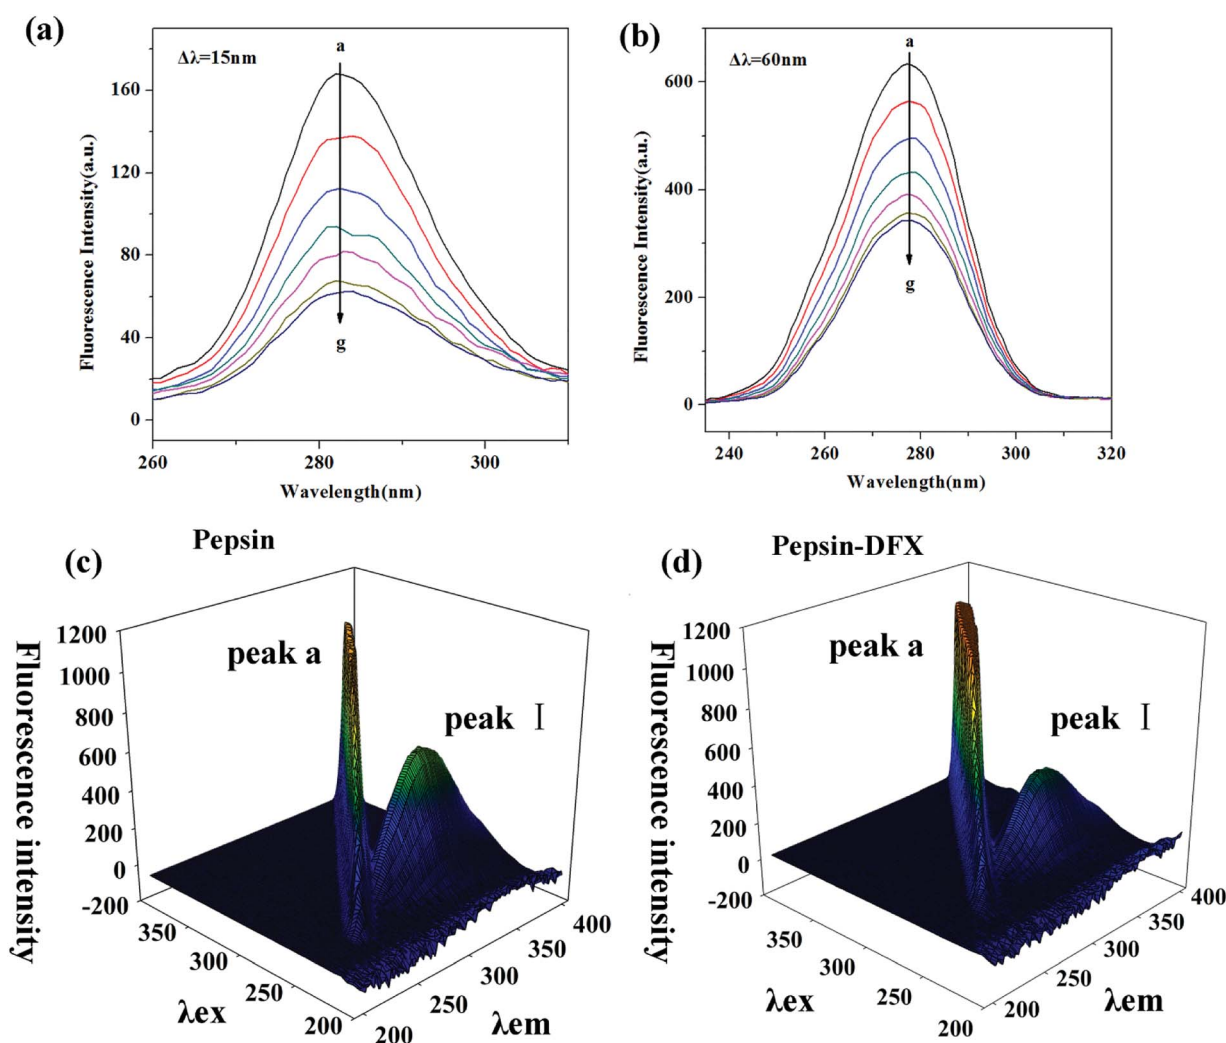 (a)
Δλ=15nm
a
g
160
120
80
40
0
260
280
300
Fluorescence Intensity(a.u.)
Wavelength(nm)
(b)
Δλ=60nm
a
g
600
400
200
0
240
260
280
300
320
Fluorescence Intensity(a.u.)
Wavelength(nm)
(c)
Pepsin
peak a
peak I
1200
1000
800
600
400
200
0
-200
Fluorescence intensity
350
300
250
200
λex
200
250
300
350
400
λem
(d)
Pepsin-DFX
peak a
peak I
1200
1000
800
600
400
200
0
-200
Fluorescence intensity
350
300
250
200
λex
200
250
300
350
400
λem